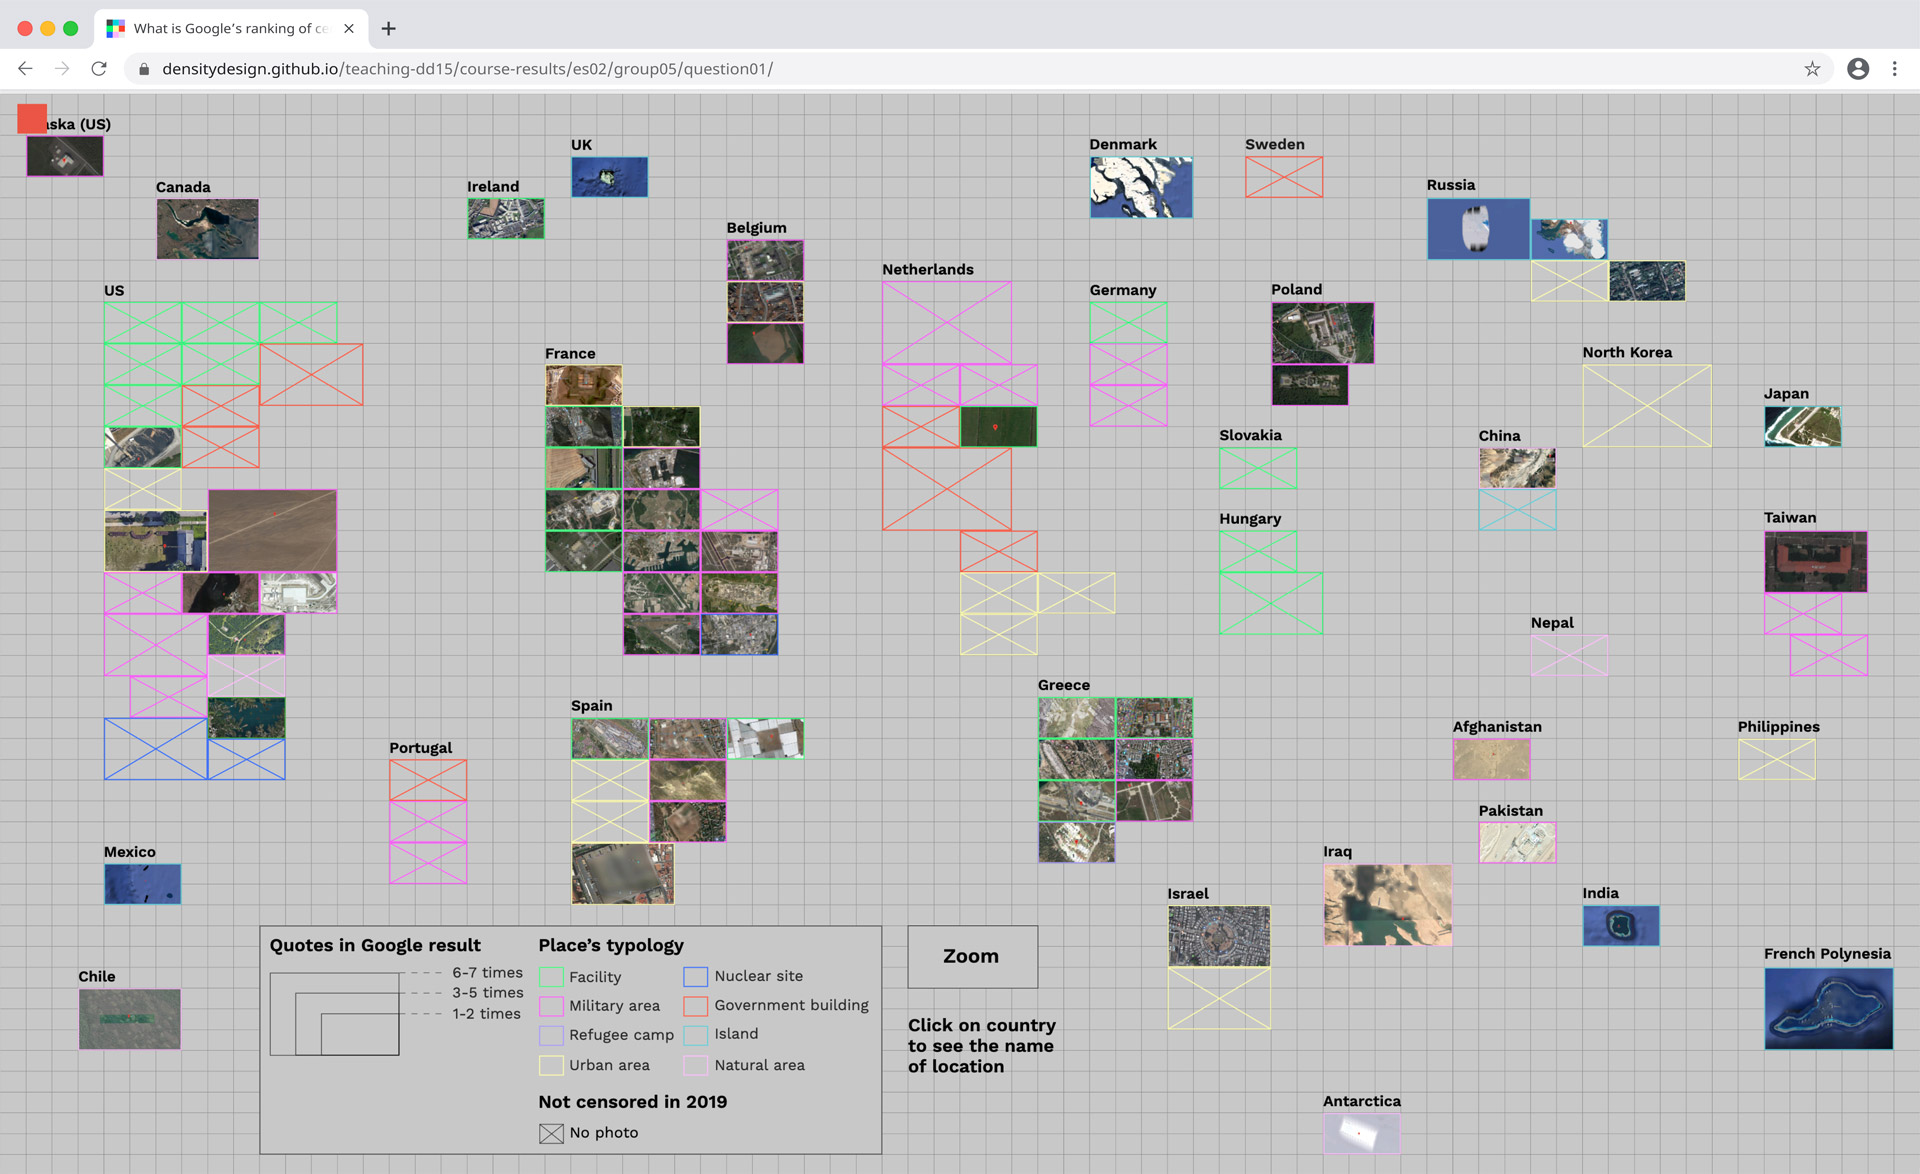 What is Google's ranking of ce
densitydesign.github.io/teaching-dd15/course-results/es02/group05/question01/
aska (US)
UK
Denmark
Sweden
Canada
Ireland
Russia
Belgium
Netherlands
US
Germany
Poland
France
North Korea
Japan
Slovakia
China
Hungary
Taiwan
Nepal
Greece
Spain
Portugal
Afghanistan
Philippines
Pakistan
Mexico
Iraq
Israel
India
Chile
French Polynesia
Quotes in Google result
6-7 times
3-5 times
1-2 times
Place's typology
Facility
Nuclear site
Military area
Government building
Refugee camp
Island
Urban area
Natural area
Not censored in 2019
No photo
Zoom
Click on country
to see the name
of location
Antarctica